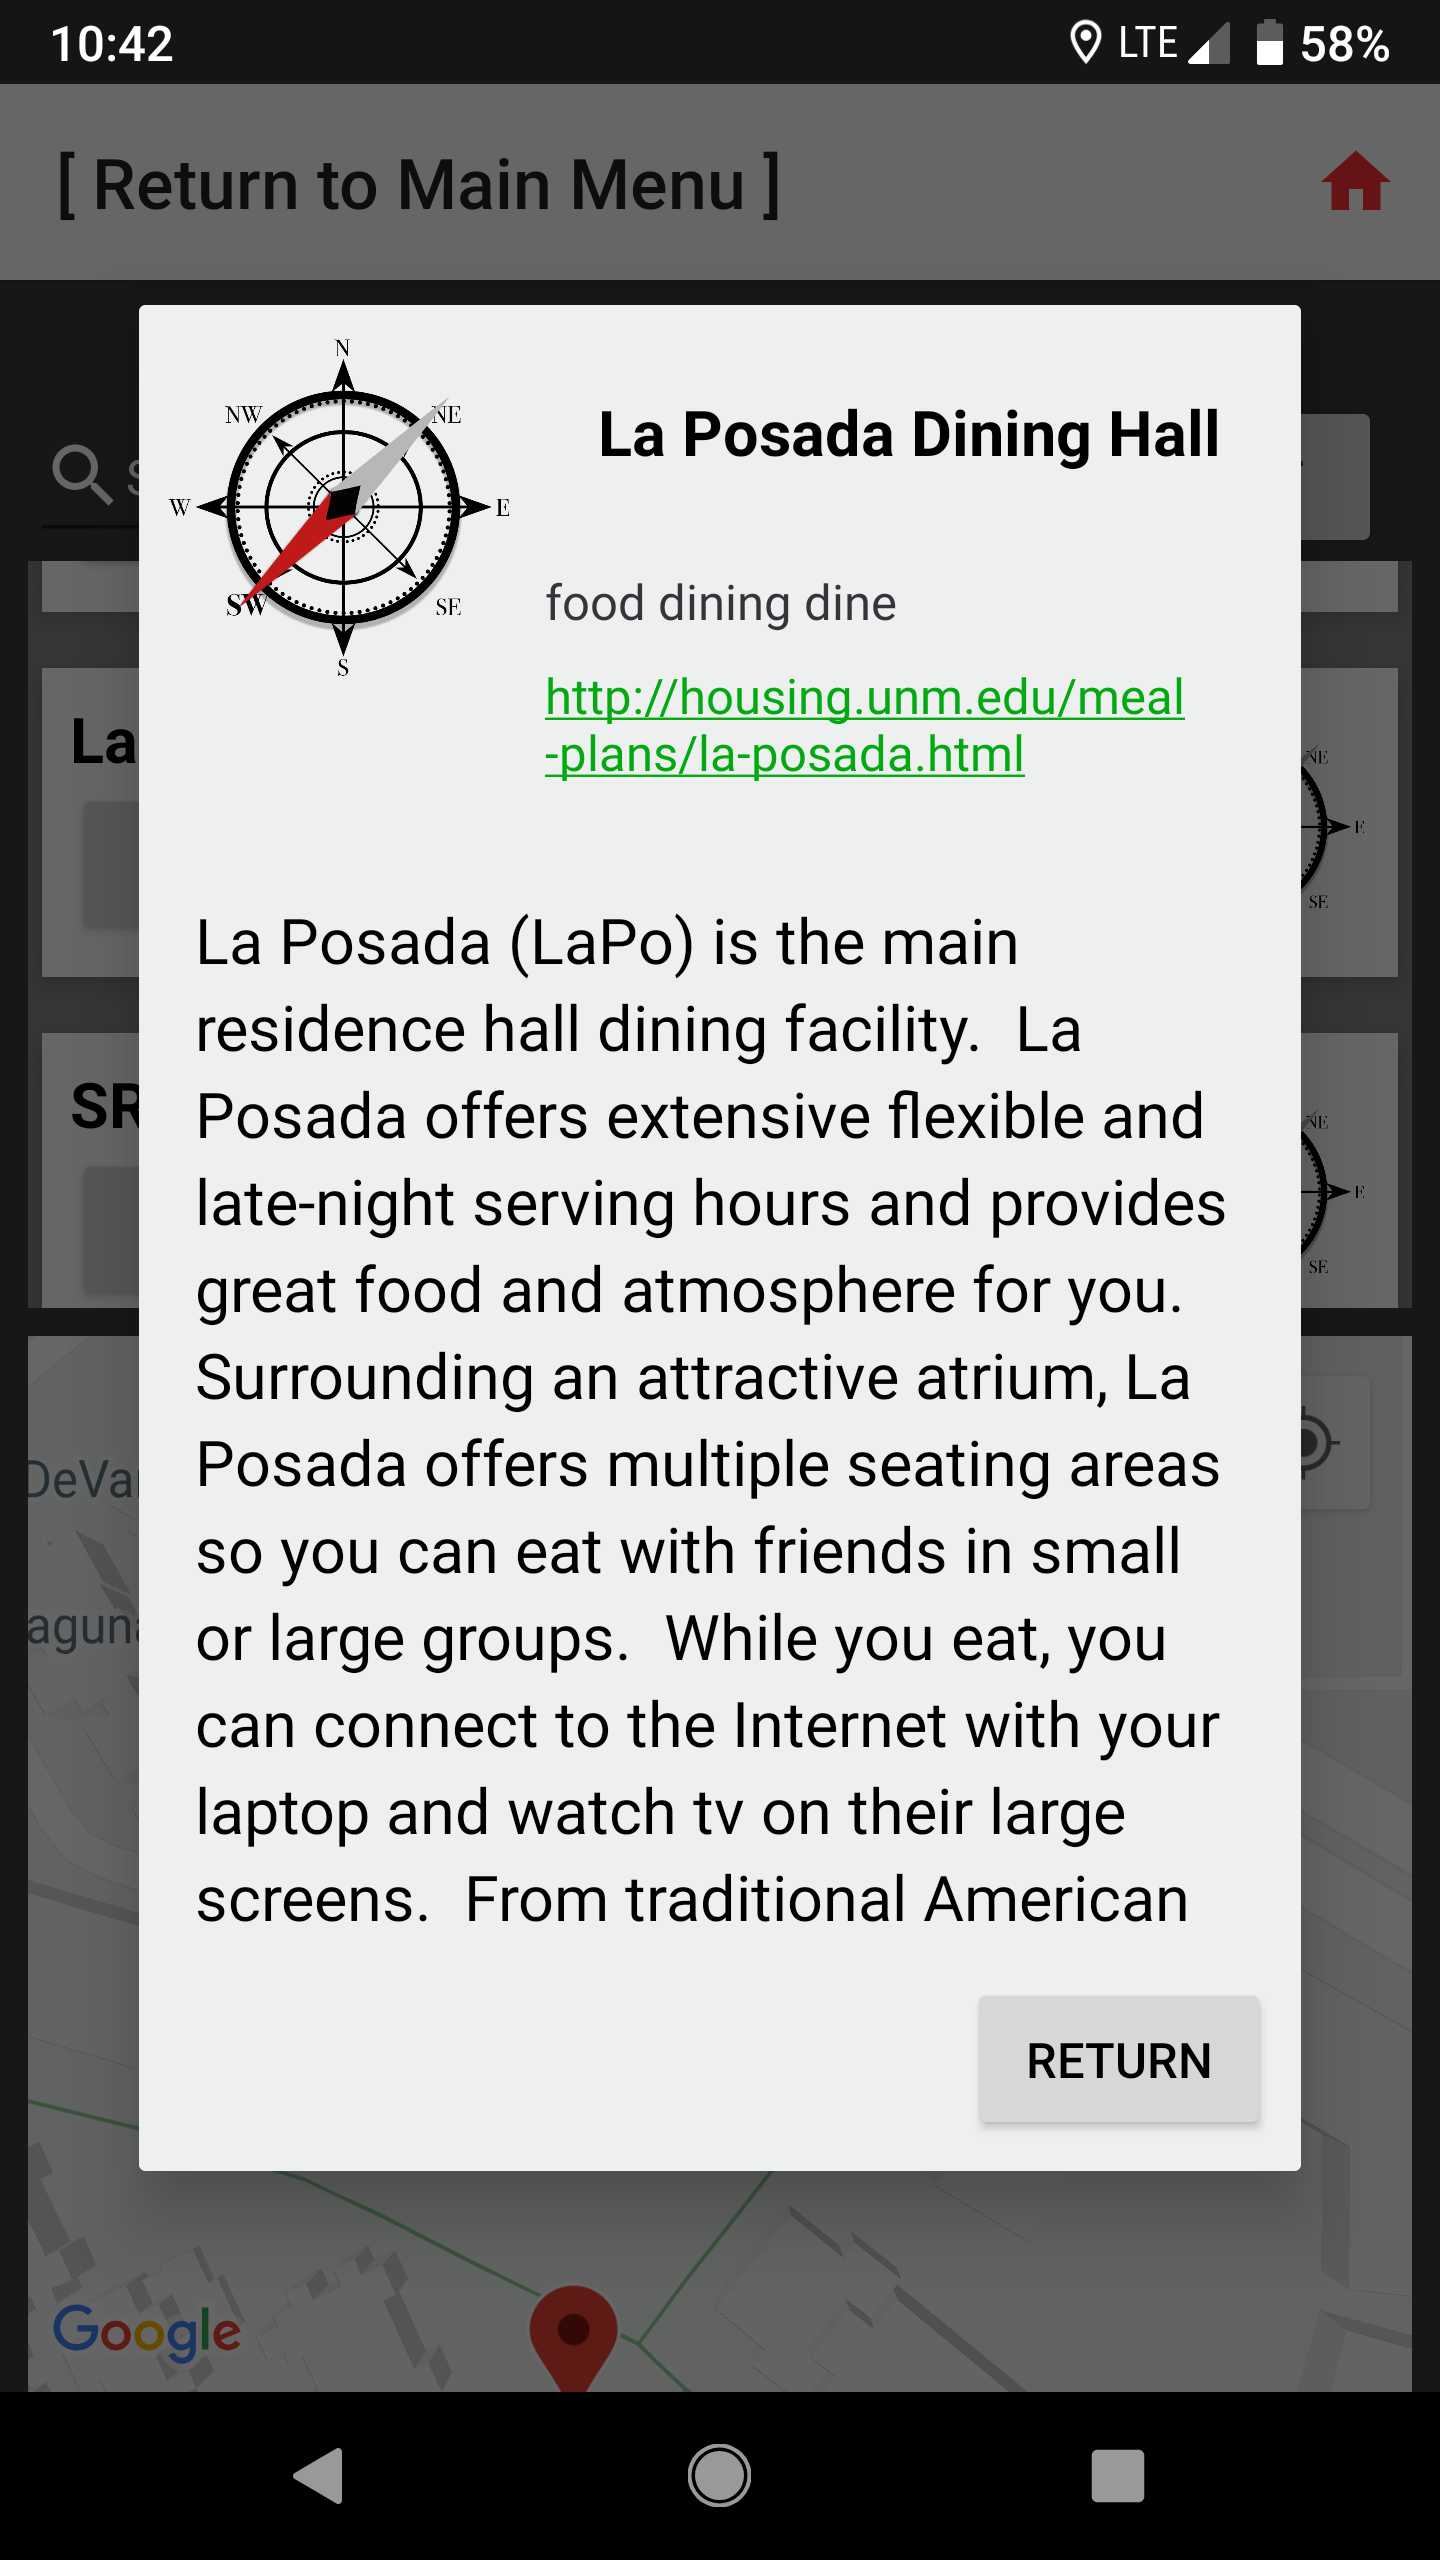 10:42
LTE
58%
[ Return to Main Menu ]
N
NW
NE
W
E
SW
SE
S
La Posada Dining Hall
food dining dine
http://housing.unm.edu/meal
-plans/la-posada.html
La
NE
E
SE
SR
NE
E
SE
La Posada (LaPo) is the main
residence hall dining facility.  La
Posada offers extensive flexible and
late-night serving hours and provides
great food and atmosphere for you.
Surrounding an attractive atrium, La
Posada offers multiple seating areas
so you can eat with friends in small
or large groups.  While you eat, you
can connect to the Internet with your
laptop and watch tv on their large
screens.  From traditional American
RETURN
Google